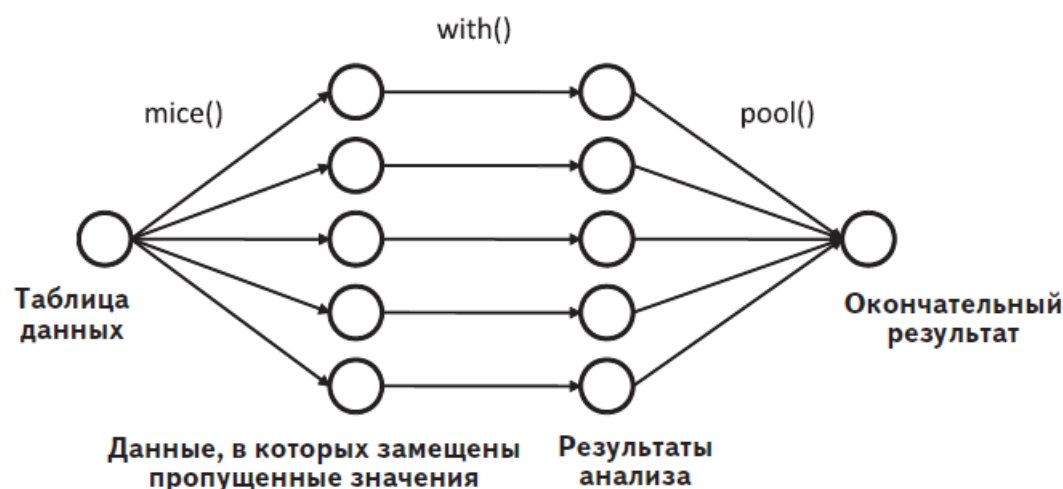 with()
mice()
pool()
Таблица
данных
Окончательный
результат
Данные, в которых замещены
пропущенные значения
Результаты
анализа